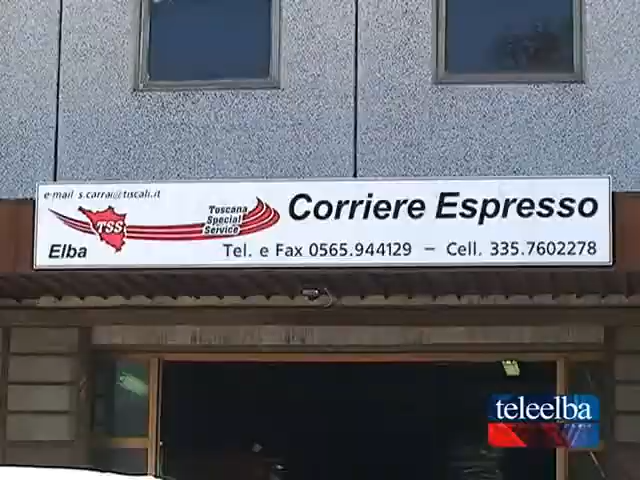 e-mail s.carrai@tiscali.it
TSS
Toscana
Special
Service
Corriere Espresso
Elba
Tel. e Fax 0565.944129 - Cell. 335.7602278
teleelba